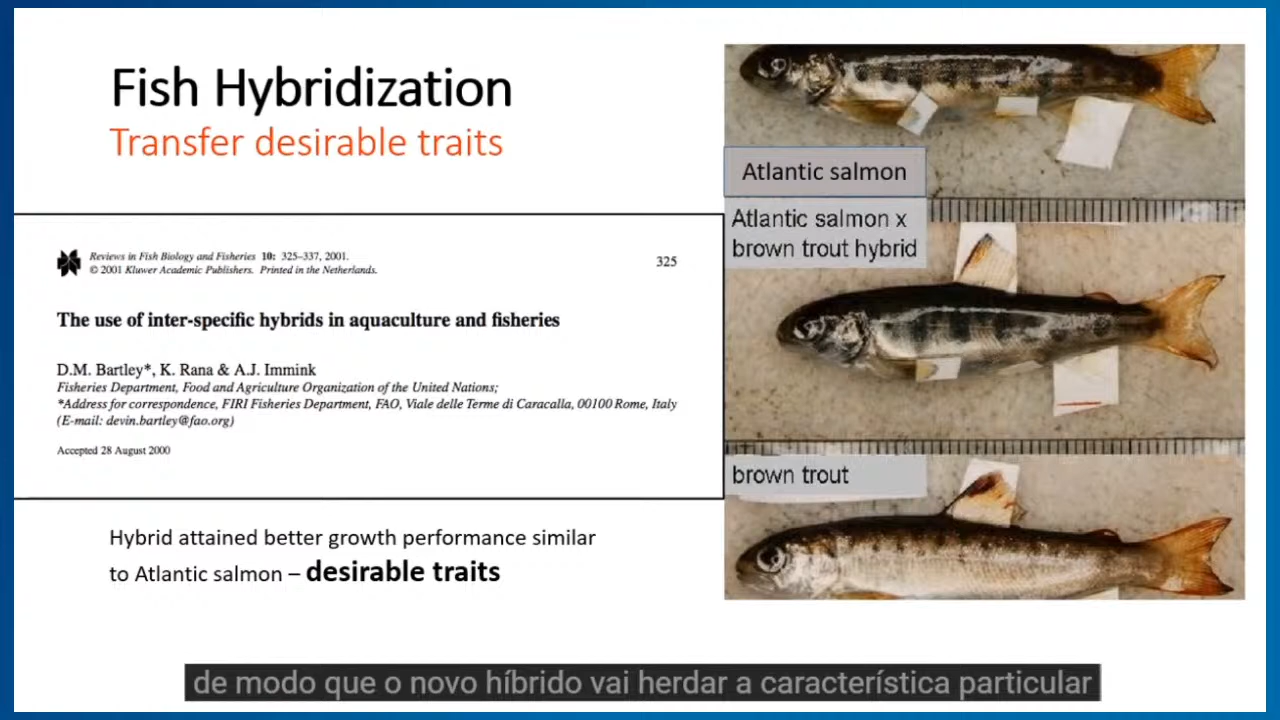 Fish Hybridization
Transfer desirable traits
Reviews in Fish Biology and Fisheries 10: 325–337, 2001.
© 2001 Kluwer Academic Publishers. Printed in the Netherlands.
325
The use of inter-specific hybrids in aquaculture and fisheries
D.M. Bartley*, K. Rana & A.J. Immink
Fisheries Department, Food and Agriculture Organization of the United Nations;
*Address for correspondence, FIRI Fisheries Department, FAO, Viale delle Terme di Caracalla, 00100 Rome, Italy
(E-mail: devin.bartley@fao.org)
Accepted 28 August 2000
Hybrid attained better growth performance similar
to Atlantic salmon – desirable traits
Atlantic salmon
Atlantic salmon x
brown trout hybrid
brown trout
de modo que o novo híbrido vai herdar a característica particular